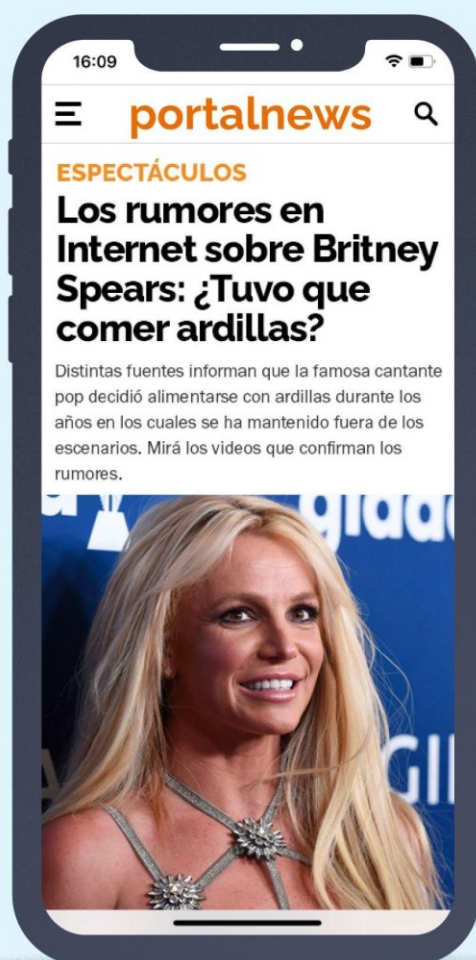 16:09
portalnews
ESPECTÁCULOS
Los rumores en
Internet sobre Britney
Spears: ¿Tuvo que
comer ardillas?
Distintas fuentes informan que la famosa cantante
pop decidió alimentarse con ardillas durante los
años en los cuales se ha mantenido fuera de los
escenarios. Mirá los videos que confirman los
rumores.